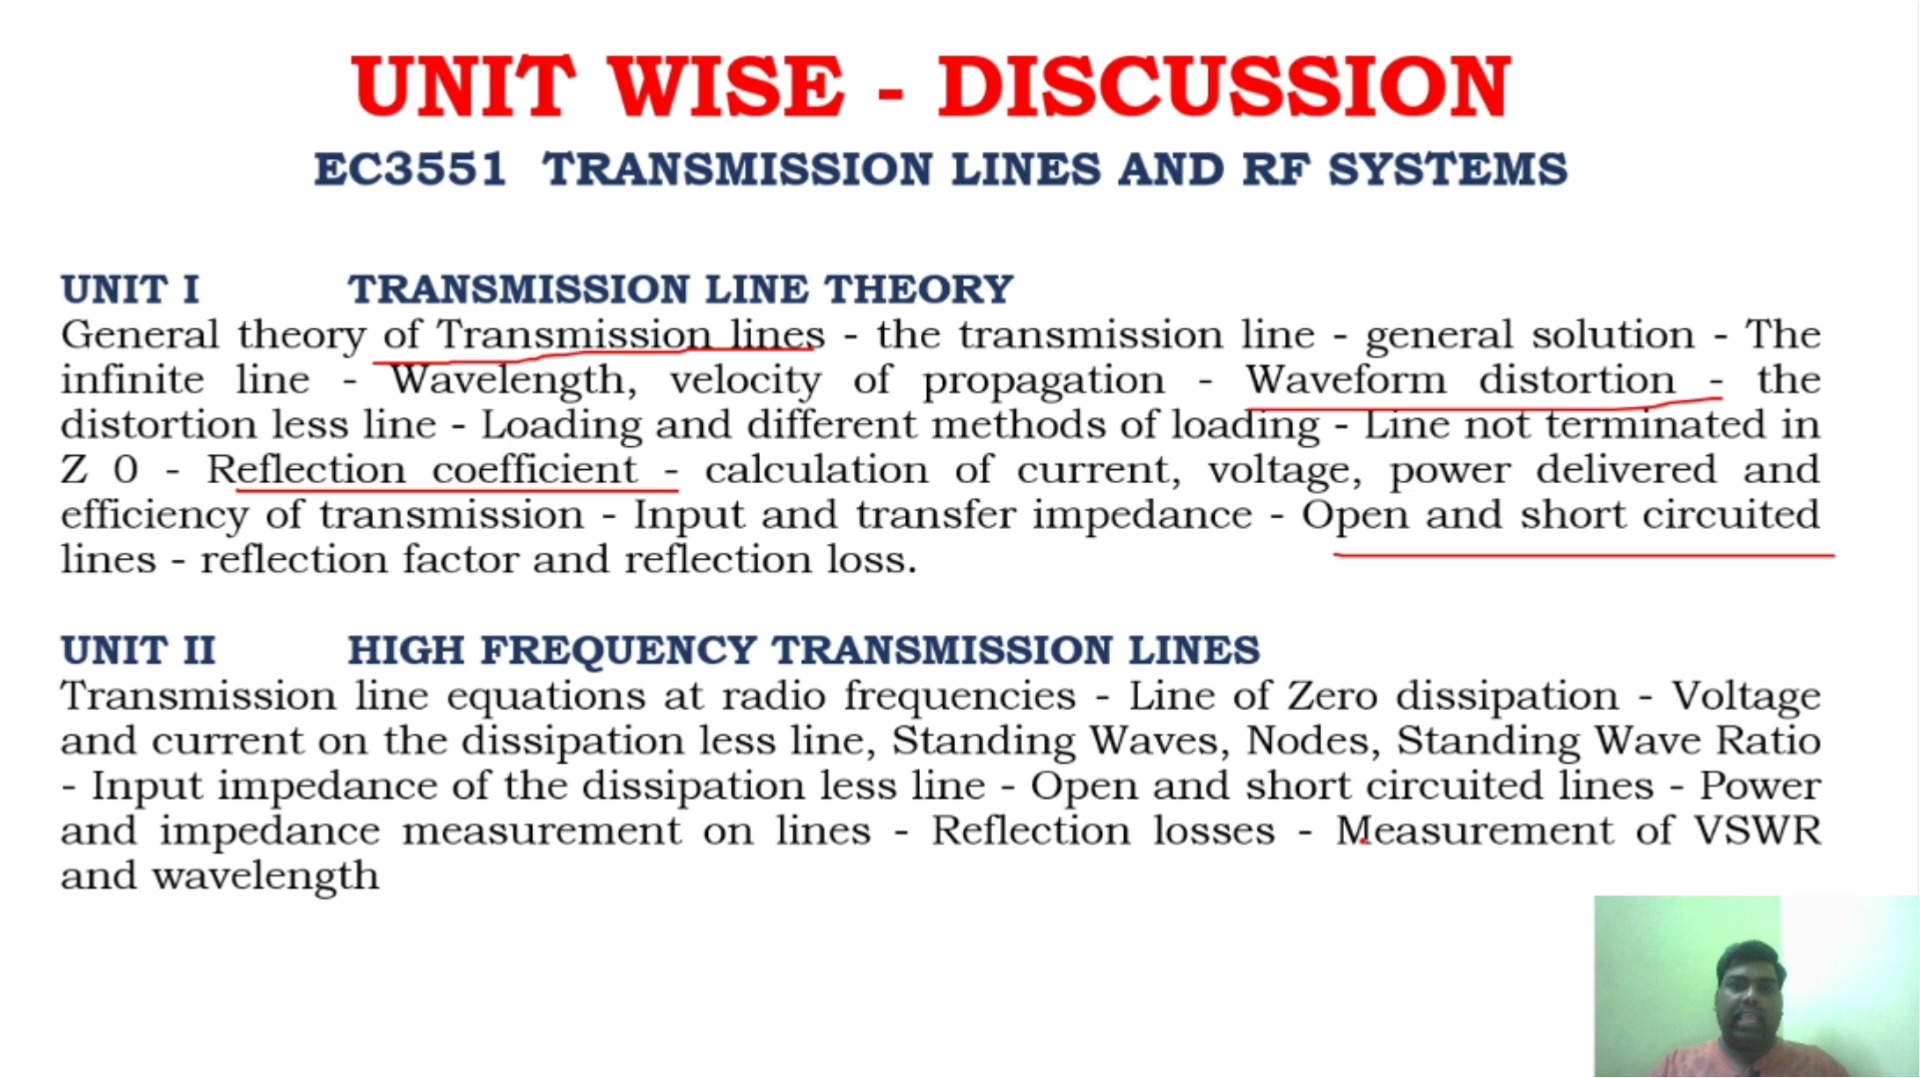 UNIT WISE - DISCUSSION
EC3551 TRANSMISSION LINES AND RF SYSTEMS
UNIT I TRANSMISSION LINE THEORY
General theory of Transmission lines - the transmission line - general solution - The
infinite line - Wavelength, velocity of propagation - Waveform distortion - the
distortion less line - Loading and different methods of loading - Line not terminated in
Z 0 - Reflection coefficient - calculation of current, voltage, power delivered and
efficiency of transmission - Input and transfer impedance - Open and short circuited
lines - reflection factor and reflection loss.
UNIT II HIGH FREQUENCY TRANSMISSION LINES
Transmission line equations at radio frequencies - Line of Zero dissipation - Voltage
and current on the dissipation less line, Standing Waves, Nodes, Standing Wave Ratio
- Input impedance of the dissipation less line - Open and short circuited lines - Power
and impedance measurement on lines - Reflection losses - Measurement of VSWR
and wavelength